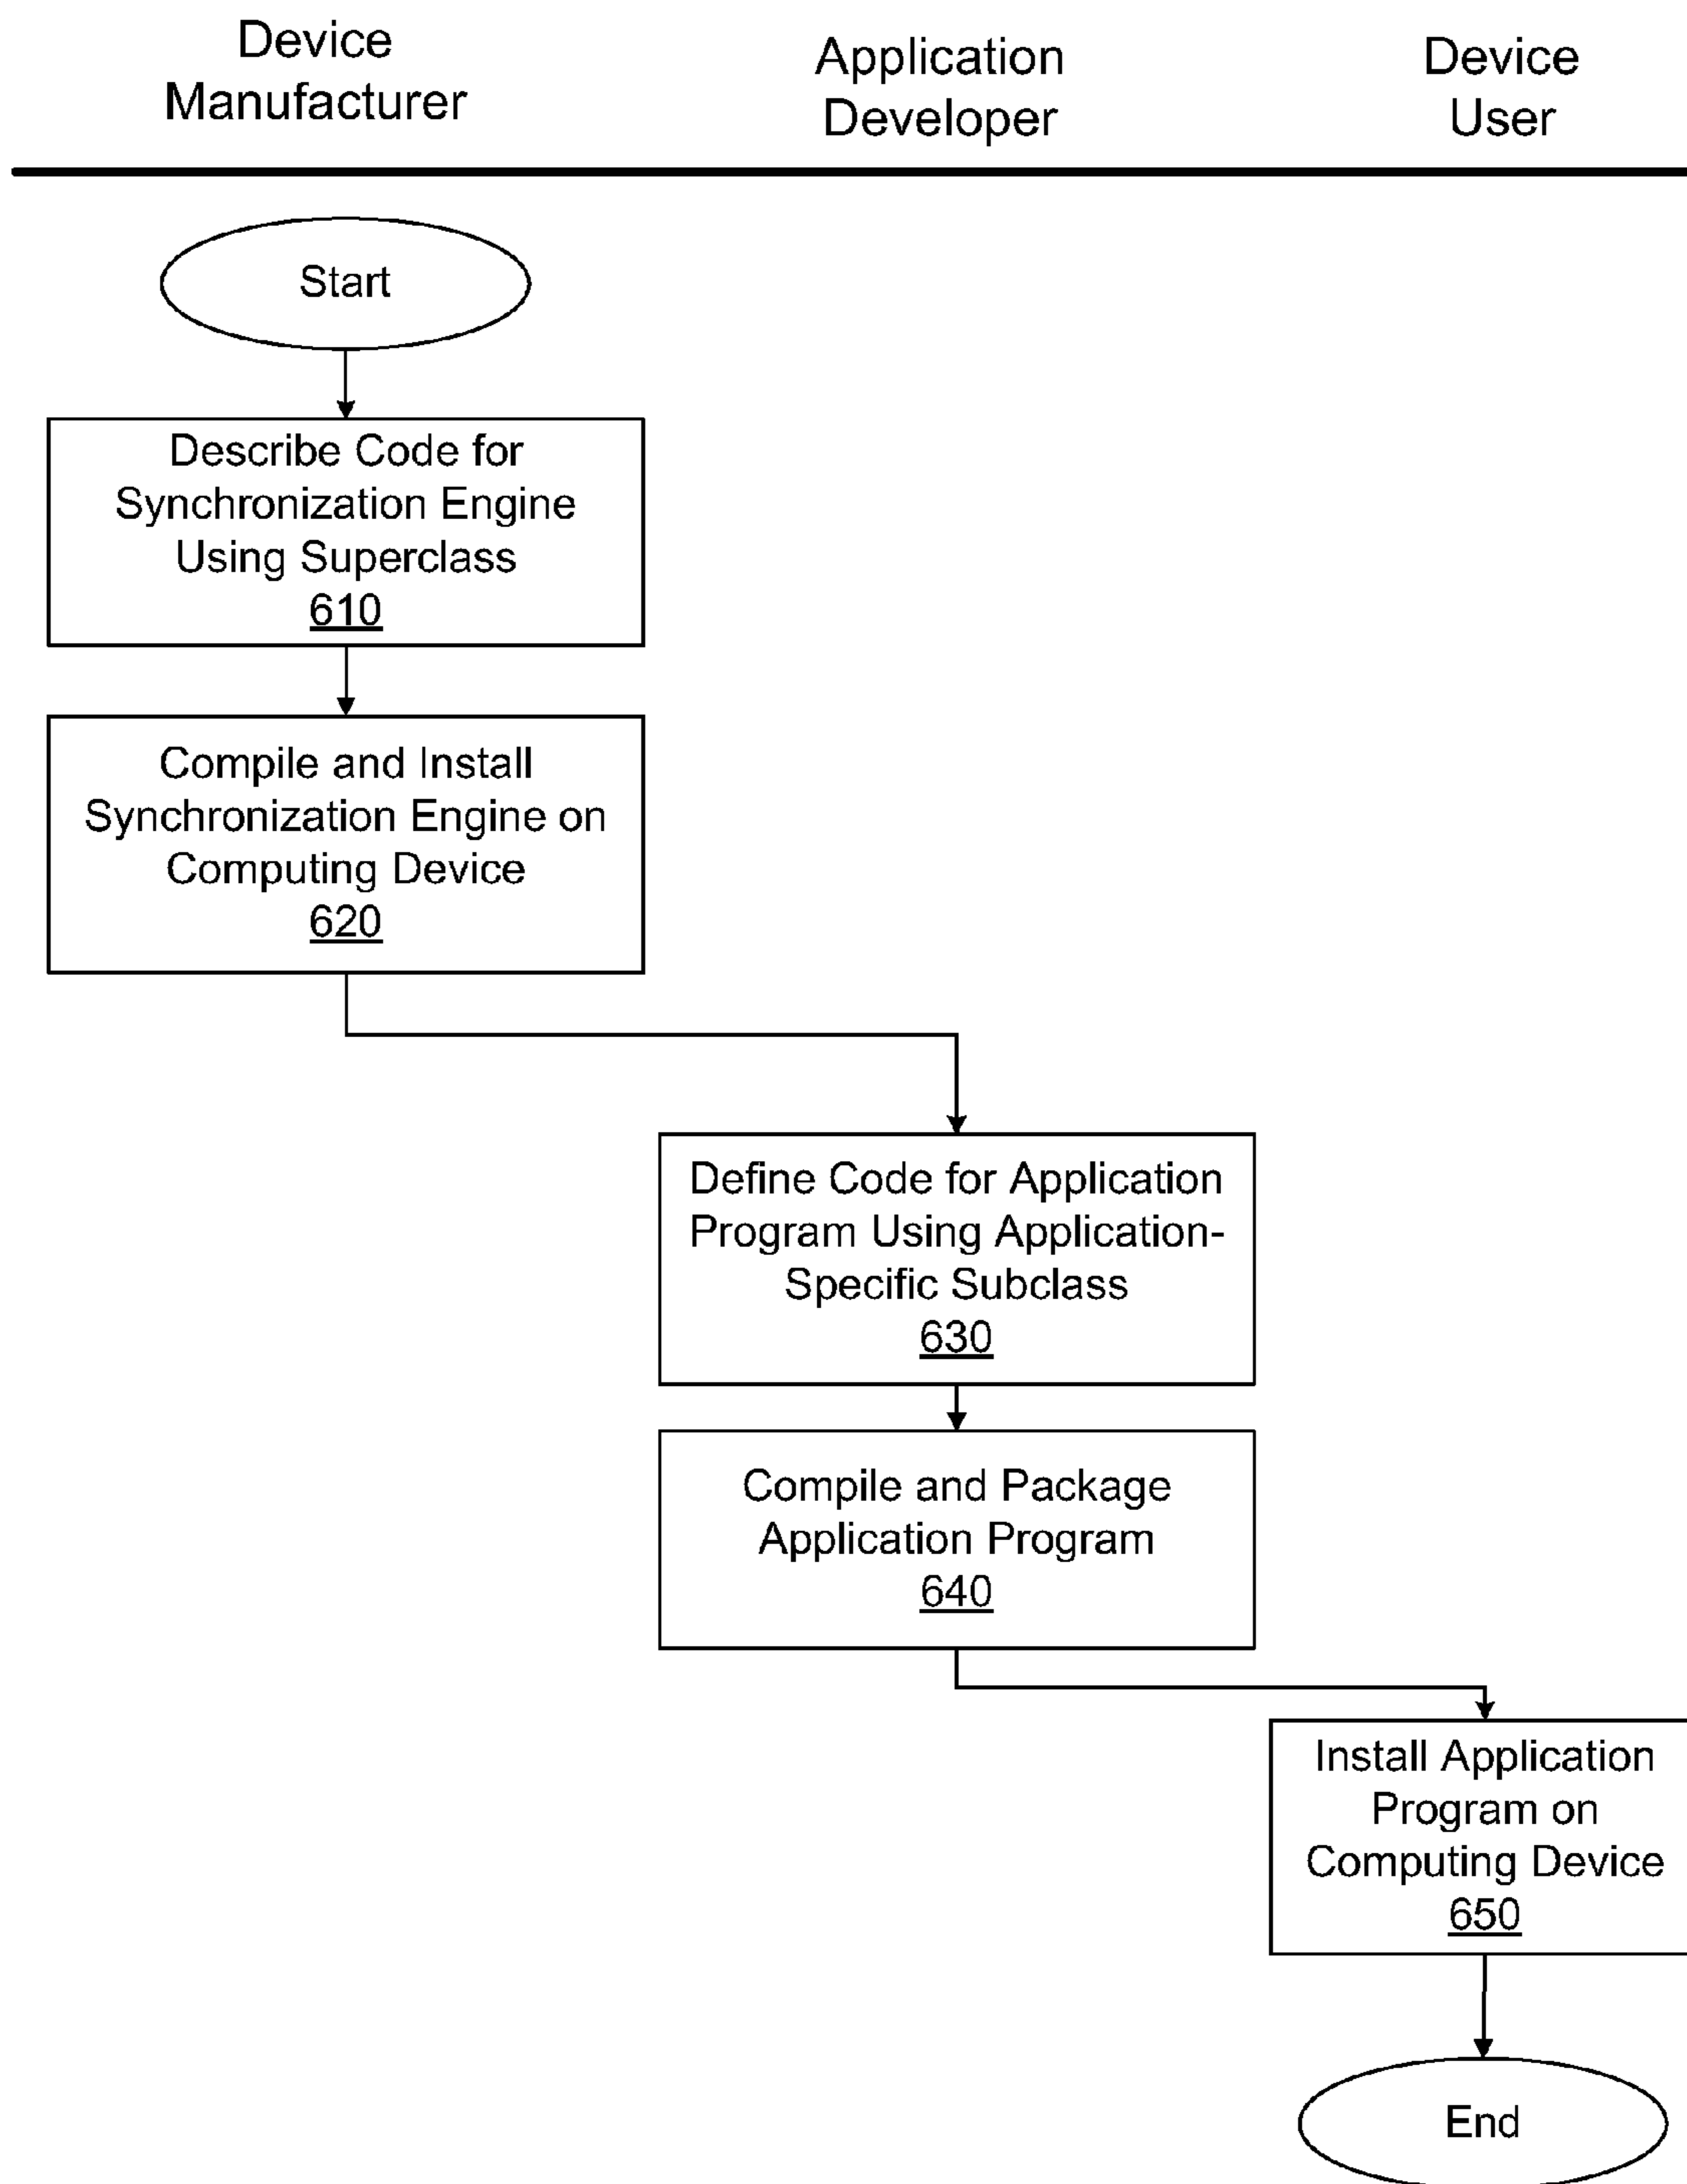 Device
Manufacturer
Application
Developer
Device
User
Start
Describe Code for
Synchronization Engine
Using Superclass
610
Compile and Install
Synchronization Engine on
Computing Device
620
Define Code for Application
Program Using Application-
Specific Subclass
630
Compile and Package
Application Program
640
Install Application
Program on
Computing Device
650
End